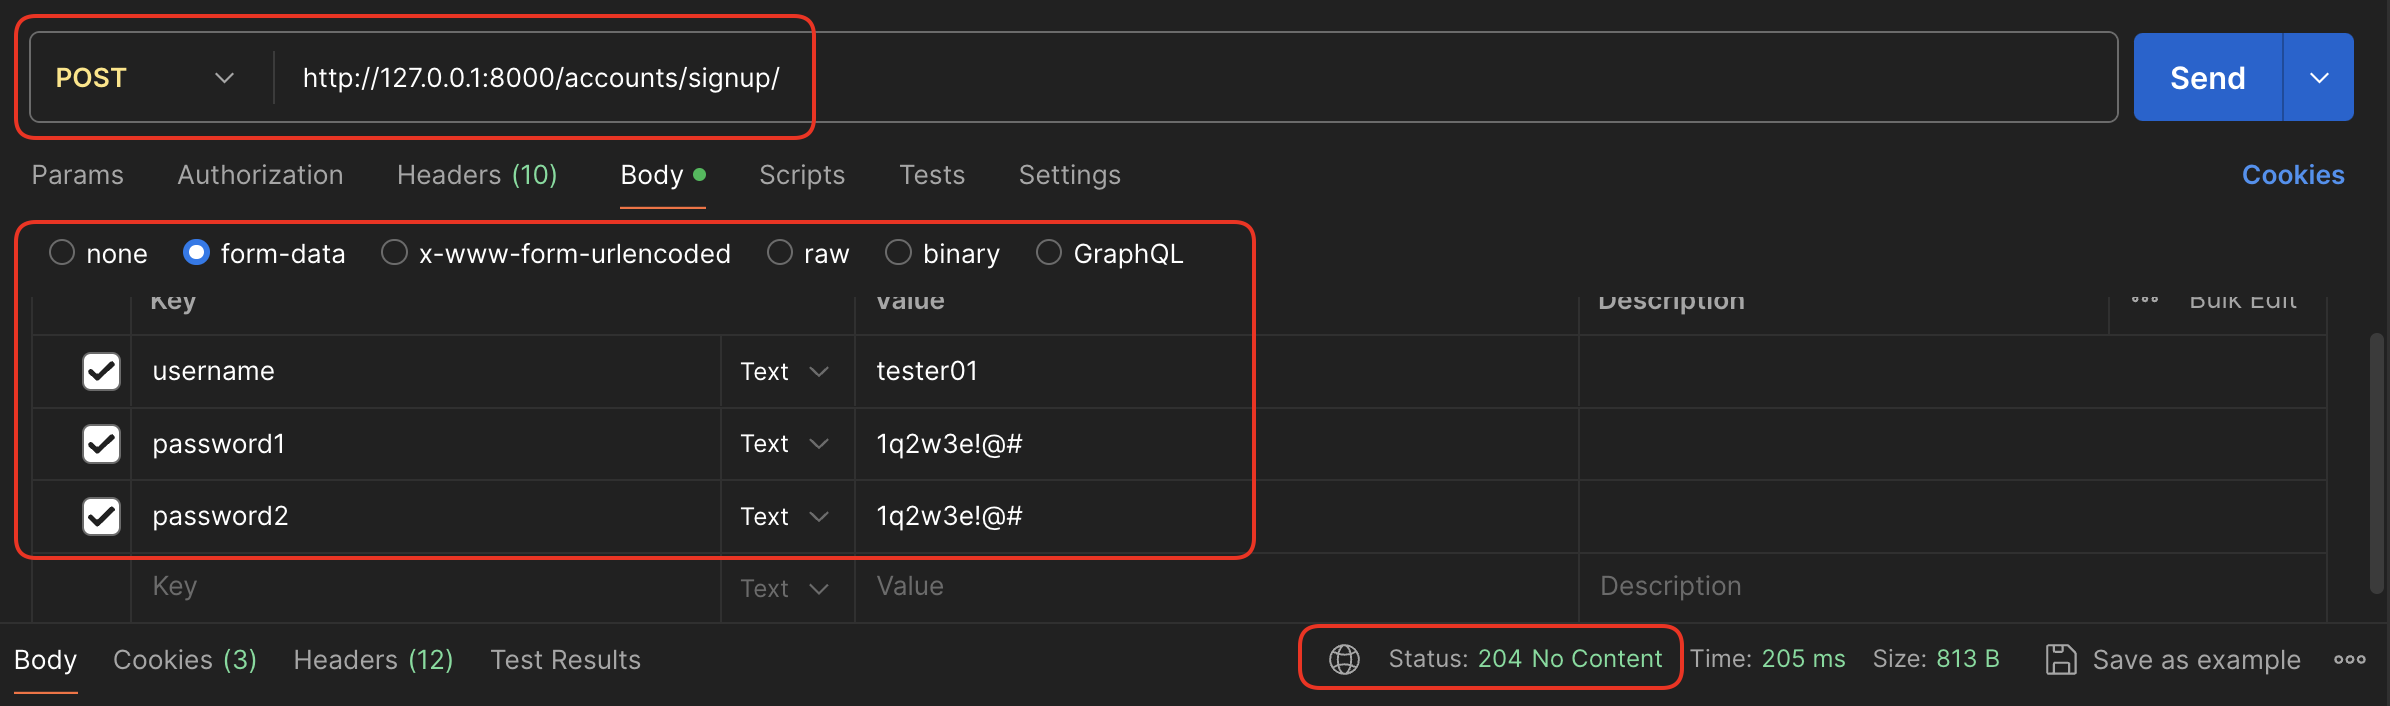 POST http://127.0.0.1:8000/accounts/signup/ Send
Params Authorization Headers (10) Body Scripts Tests Settings Cookies
none form-data x-www-form-urlencoded raw binary GraphQL
Key Value Description Bulk Edit
username Text tester01
password1 Text 1q2w3e!@#
password2 Text 1q2w3e!@#
Key Text Value Description
Body Cookies (3) Headers (12) Test Results Status: 204 No Content Time: 205 ms Size: 813 B Save as example